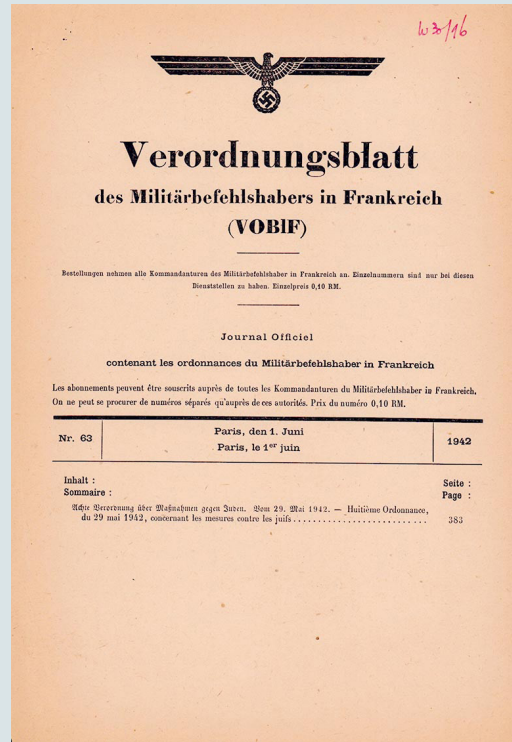 W30/16
Verordnungsblatt
des Militärbefehlshabers in Frankreich
(VOBlF)
Bestellungen nehmen alle Kommandanturen des Militärbefehlshaber in Frankreich an. Einzelnummern sind nur bei diesen
Dienststellen zu haben. Einzelpreis 0,10 RM.
Journal Officiel
contenant les ordonnances du Militärbefehlshaber in Frankreich
Les abonnements peuvent être souscrits auprès de toutes les Kommandanturen du Militärbefehlshaber in Frankreich.
On ne peut se procurer de numéros séparés qu'auprès de ces autorités. Prix du numéro 0,10 RM.
Nr. 63
Paris, den 1. Juni
Paris, le 1er juin
1942
Inhalt :
Sommaire :
Seite :
Page :
Achte Verordnung über Maßnahmen gegen Juden. Vom 29. Mai 1942. — Huitième Ordonnance,
du 29 mai 1942, concernant les mesures contre les juifs .......................... 383